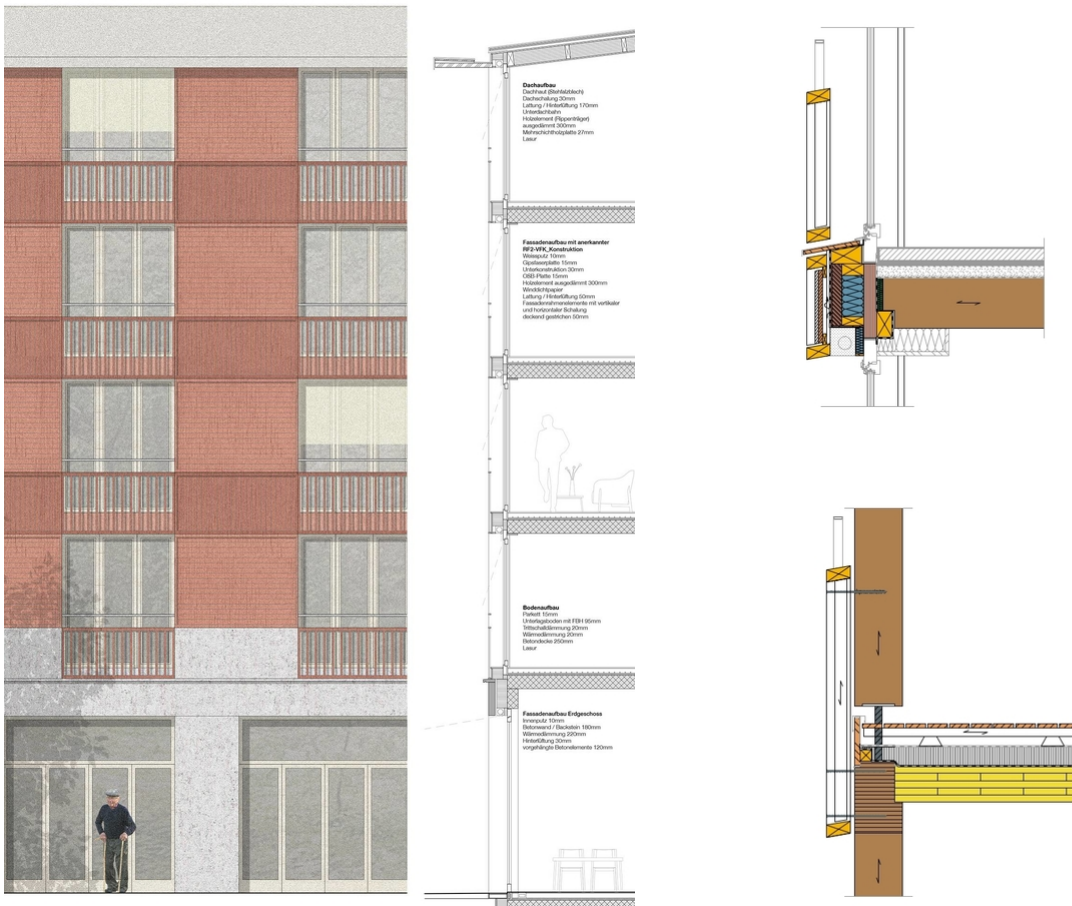 Dachaufbau
Dachhaut (Stehfalzblech)
Dachschalung 30mm
Lattung / Hinterlüftung 170mm
Unterdachbahn
Holzelement (Rippenträger)
ausgedämmt 300mm
Mehrschichtholzplatte 27mm
Lasur
Fassadenaufbau mit anerkannter
RF2-VFK_Konstruktion
Weissputz 10mm
Gipsfaserplatte 15mm
Unterkonstruktion 30mm
OSB-Platte 15mm
Holzelement ausgedämmt 300mm
Winddichtpapier
Lattung / Hinterlüftung 50mm
Fassadenrahmenelemente mit vertikaler
und horizontaler Schalung
deckend gestrichen 50mm
Bodenaufbau
Parkett 15mm
Unterlagsboden mit FBH 95mm
Trittschalldämmung 20mm
Wärmedämmung 20mm
Betondecke 250mm
Lasur
Fassadenaufbau Erdgeschoss
Innenputz 10mm
Betonwand / Backstein 180mm
Wärmedämmung 220mm
Hinterlüftung 30mm
vorgehängte Betonelemente 120mm